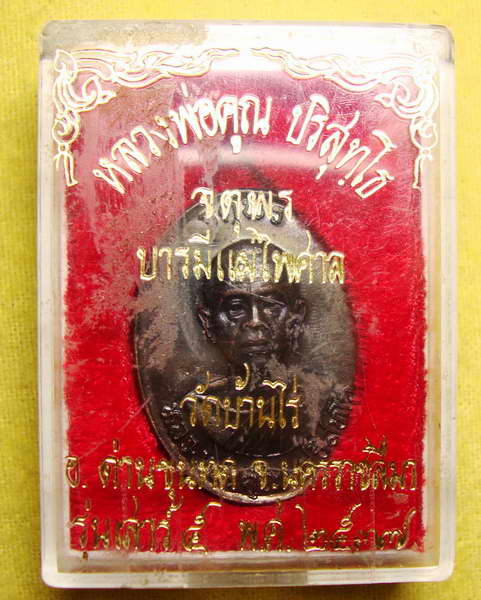 หลวงพ่อคูณ ปริสุทฺโธ
จตุพร
บารมีแผ่ไพศาล
วัดบ้านไร่
อ. ด่านขุนทด จ. นครราชสีมา
รุ่นเสาร์ ๕ พ.ศ. ๒๕๓๗